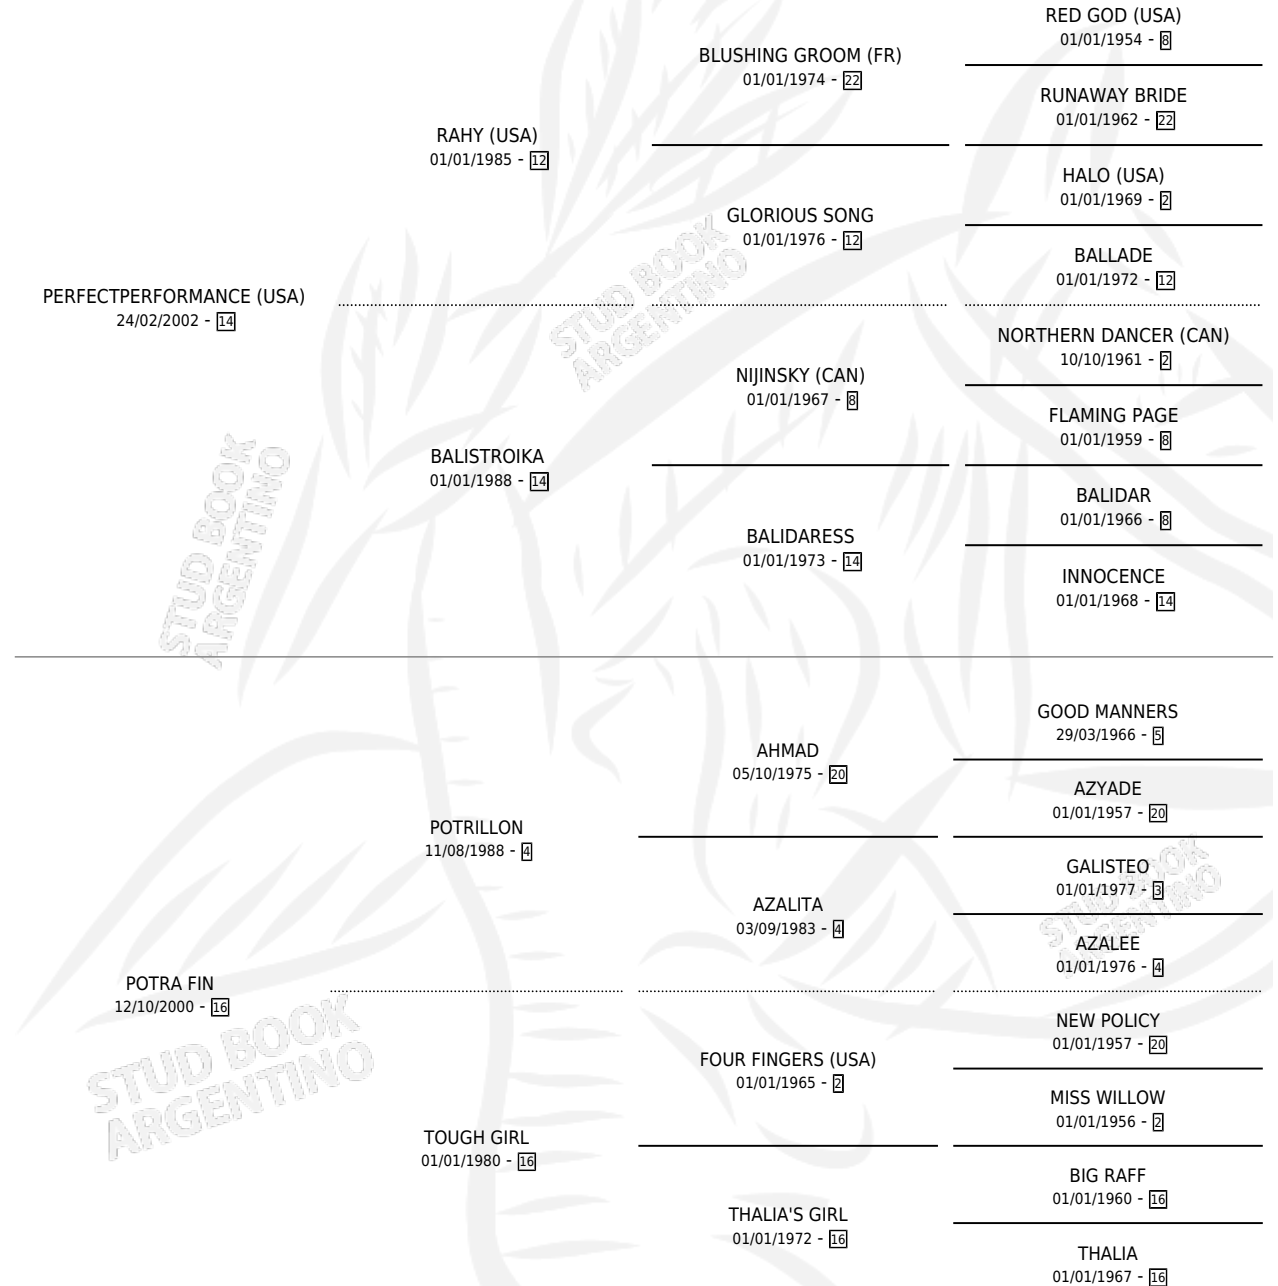 RED GOD (USA)
01/01/1954 - 8
BLUSHING GROOM (FR)
01/01/1974 - 22
RUNAWAY BRIDE
01/01/1962 - 22
RAHY (USA)
01/01/1985 - 12
HALO (USA)
01/01/1969 - 2
GLORIOUS SONG
01/01/1976 - 12
BALLADE
01/01/1972 - 12
PERFECTPERFORMANCE (USA)
24/02/2002 - 14
STUD BOOK
ARGENTINO
NORTHERN DANCER (CAN)
10/10/1961 - 2
NIJINSKY (CAN)
01/01/1967 - 8
FLAMING PAGE
01/01/1959 - 8
BALISTROIKA
01/01/1988 - 14
BALIDAR
01/01/1966 - 8
BALIDARESS
01/01/1973 - 14
INNOCENCE
01/01/1968 - 14
STUD BOOK
ARGENTINO
GOOD MANNERS
29/03/1966 - 5
AHMAD
05/10/1975 - 20
AZYADE
01/01/1957 - 20
POTRILLON
11/08/1988 - 4
GALISTEO
01/01/1977 - 3
AZALITA
03/09/1983 - 4
AZALEE
01/01/1976 - 4
STUD BOOK
ARGENTINO
POTRA FIN
12/10/2000 - 16
NEW POLICY
01/01/1957 - 20
FOUR FINGERS (USA)
01/01/1965 - 2
MISS WILLOW
01/01/1956 - 2
STUD BOOK
ARGENTINO
TOUGH GIRL
01/01/1980 - 16
BIG RAFF
01/01/1960 - 16
THALIA'S GIRL
01/01/1972 - 16
THALIA
01/01/1967 - 16